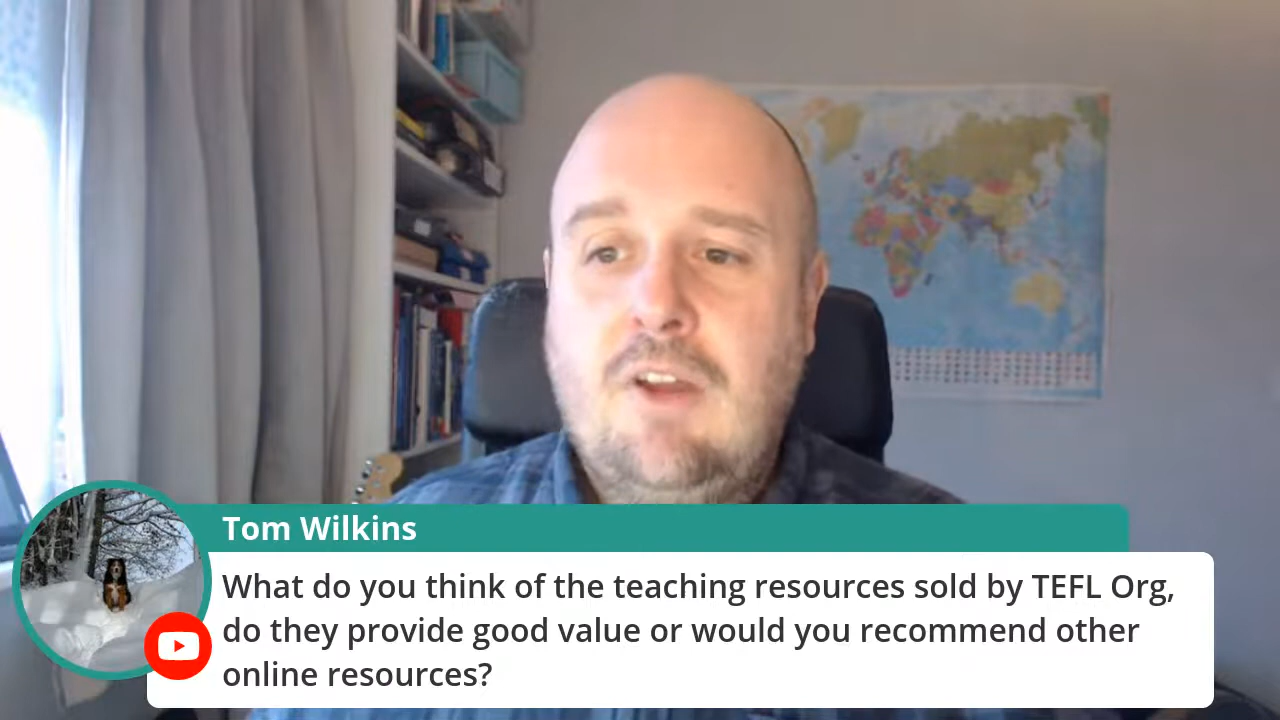 Tom Wilkins
What do you think of the teaching resources sold by TEFL Org,
do they provide good value or would you recommend other
online resources?